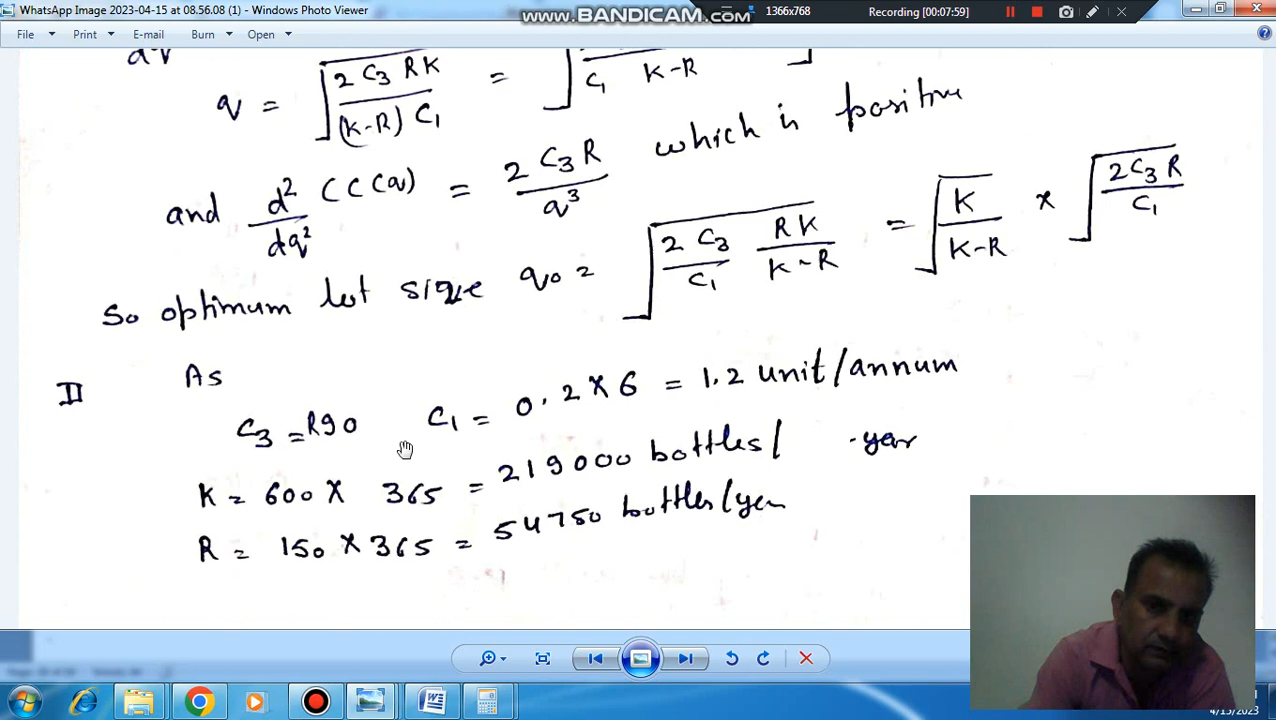 WhatsApp Image 2023-04-15 at 08.56.08 (1) - Windows Photo Viewer
www.BANDICAM.com
1366x768
Recording [00:07:59]
File Print E-mail Burn Open
q = √(2 C3 RK / (K-R) C1) = √( C1 K-R
and d²/dq² (C(q) = 2 C3 R / q³ which is positive
So optimum lot size q0 = √(2 C3 / C1 RK / K-R) = √(K / K-R) × √(2C3 R / C1)
II As
C3 = R90 C1 = 0.2 × 6 = 1.2 unit/annum
K = 600 × 365 = 219000 bottles/ year
R = 150 × 365 = 54750 bottles/year
4/15/2023